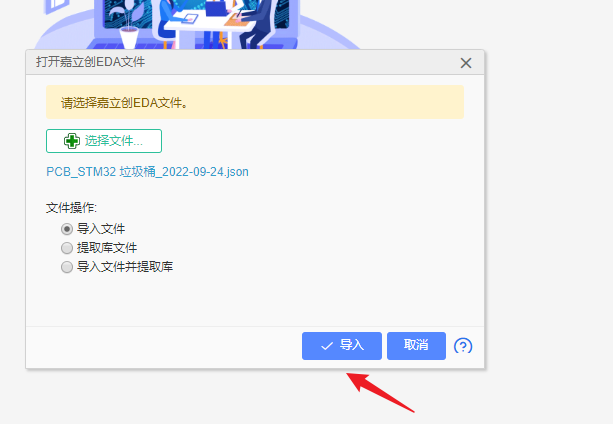 打开嘉立创EDA文件
请选择嘉立创EDA文件。
选择文件...
PCB_STM32 垃圾桶_2022-09-24.json
文件操作:
导入文件
提取库文件
导入文件并提取库
导入 取消